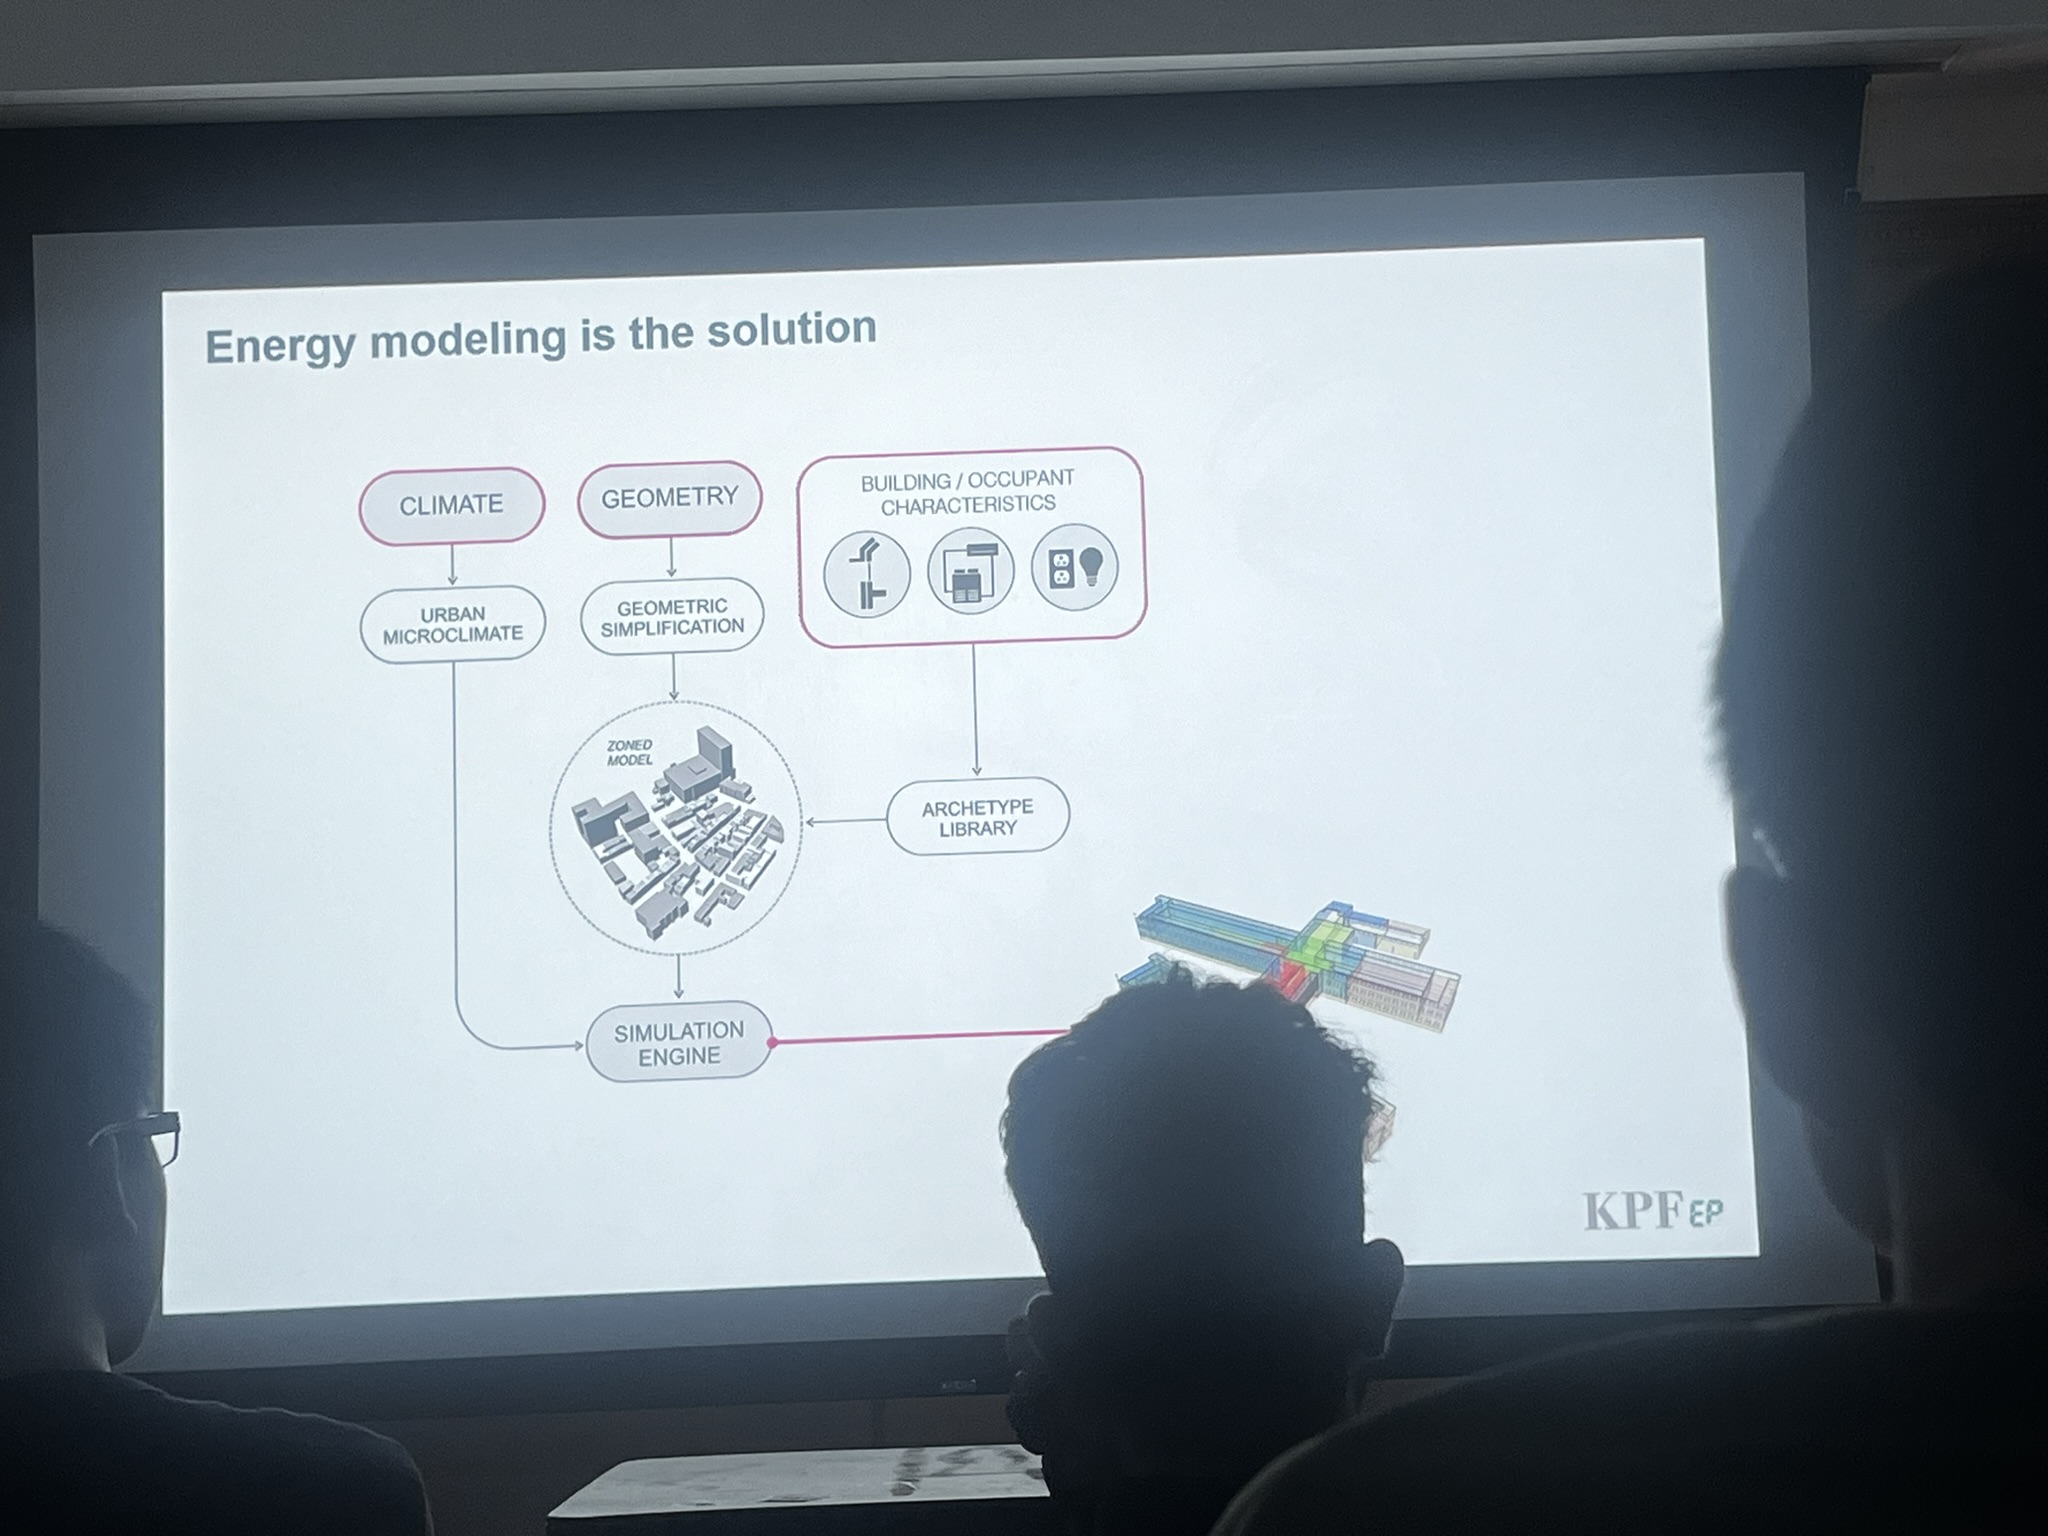 Energy modeling is the solution
CLIMATE
GEOMETRY
BUILDING / OCCUPANT
CHARACTERISTICS
URBAN
MICROCLIMATE
GEOMETRIC
SIMPLIFICATION
ZONED
MODEL
ARCHETYPE
LIBRARY
SIMULATION
ENGINE
KPF EP